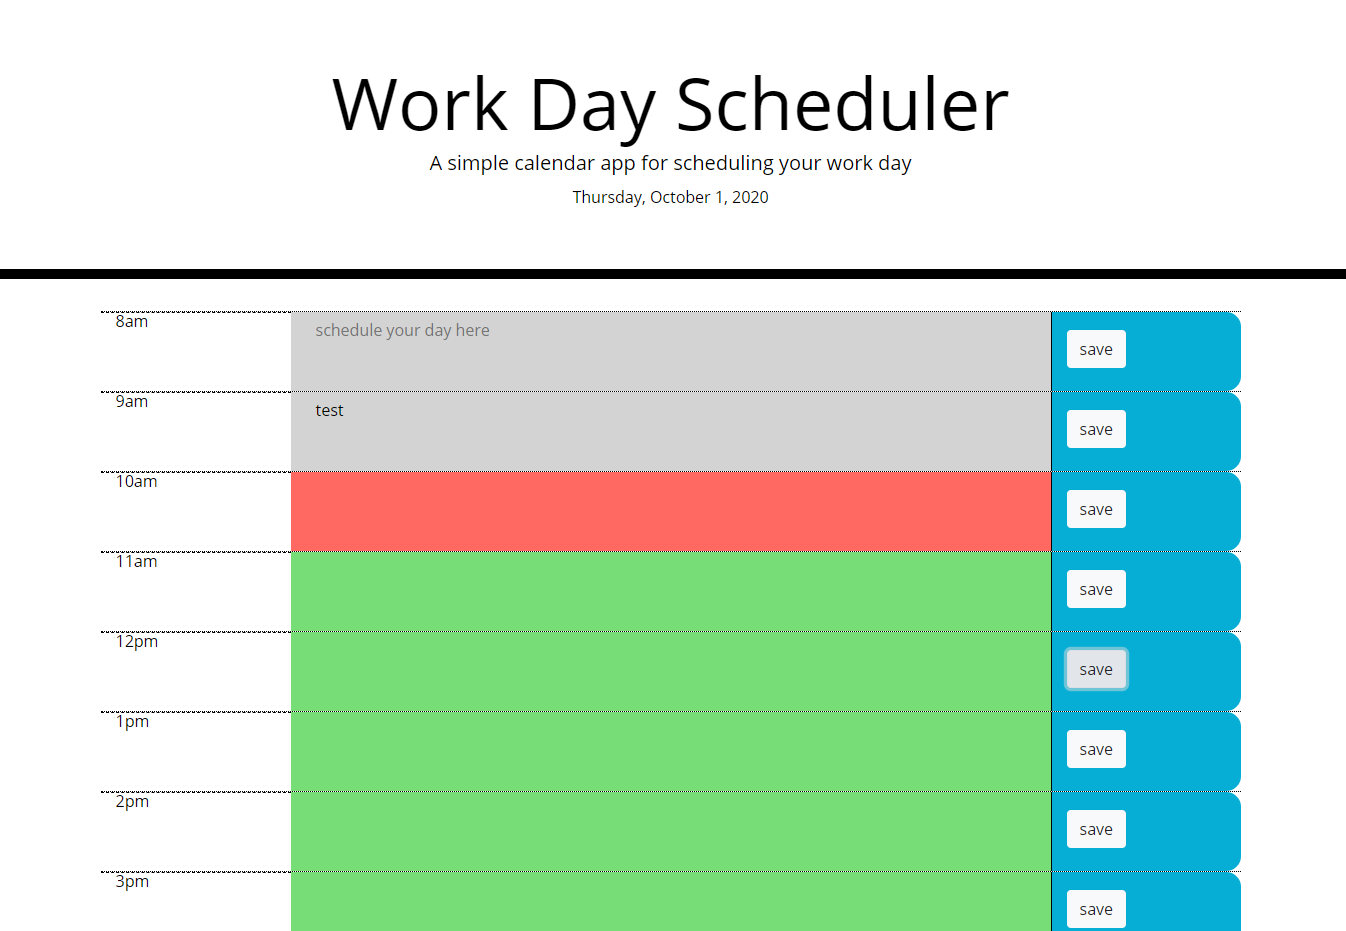 Work Day Scheduler
A simple calendar app for scheduling your work day
Thursday, October 1, 2020
8am
schedule your day here
save
9am
test
save
10am
save
11am
save
12pm
save
1pm
save
2pm
save
3pm
save